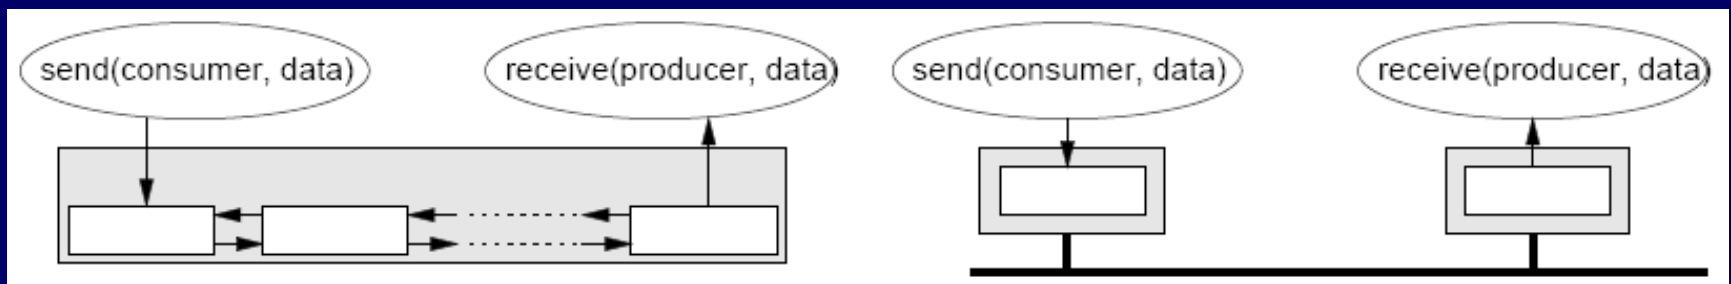 send(consumer, data)
receive(producer, data)
send(consumer, data)
receive(producer, data)